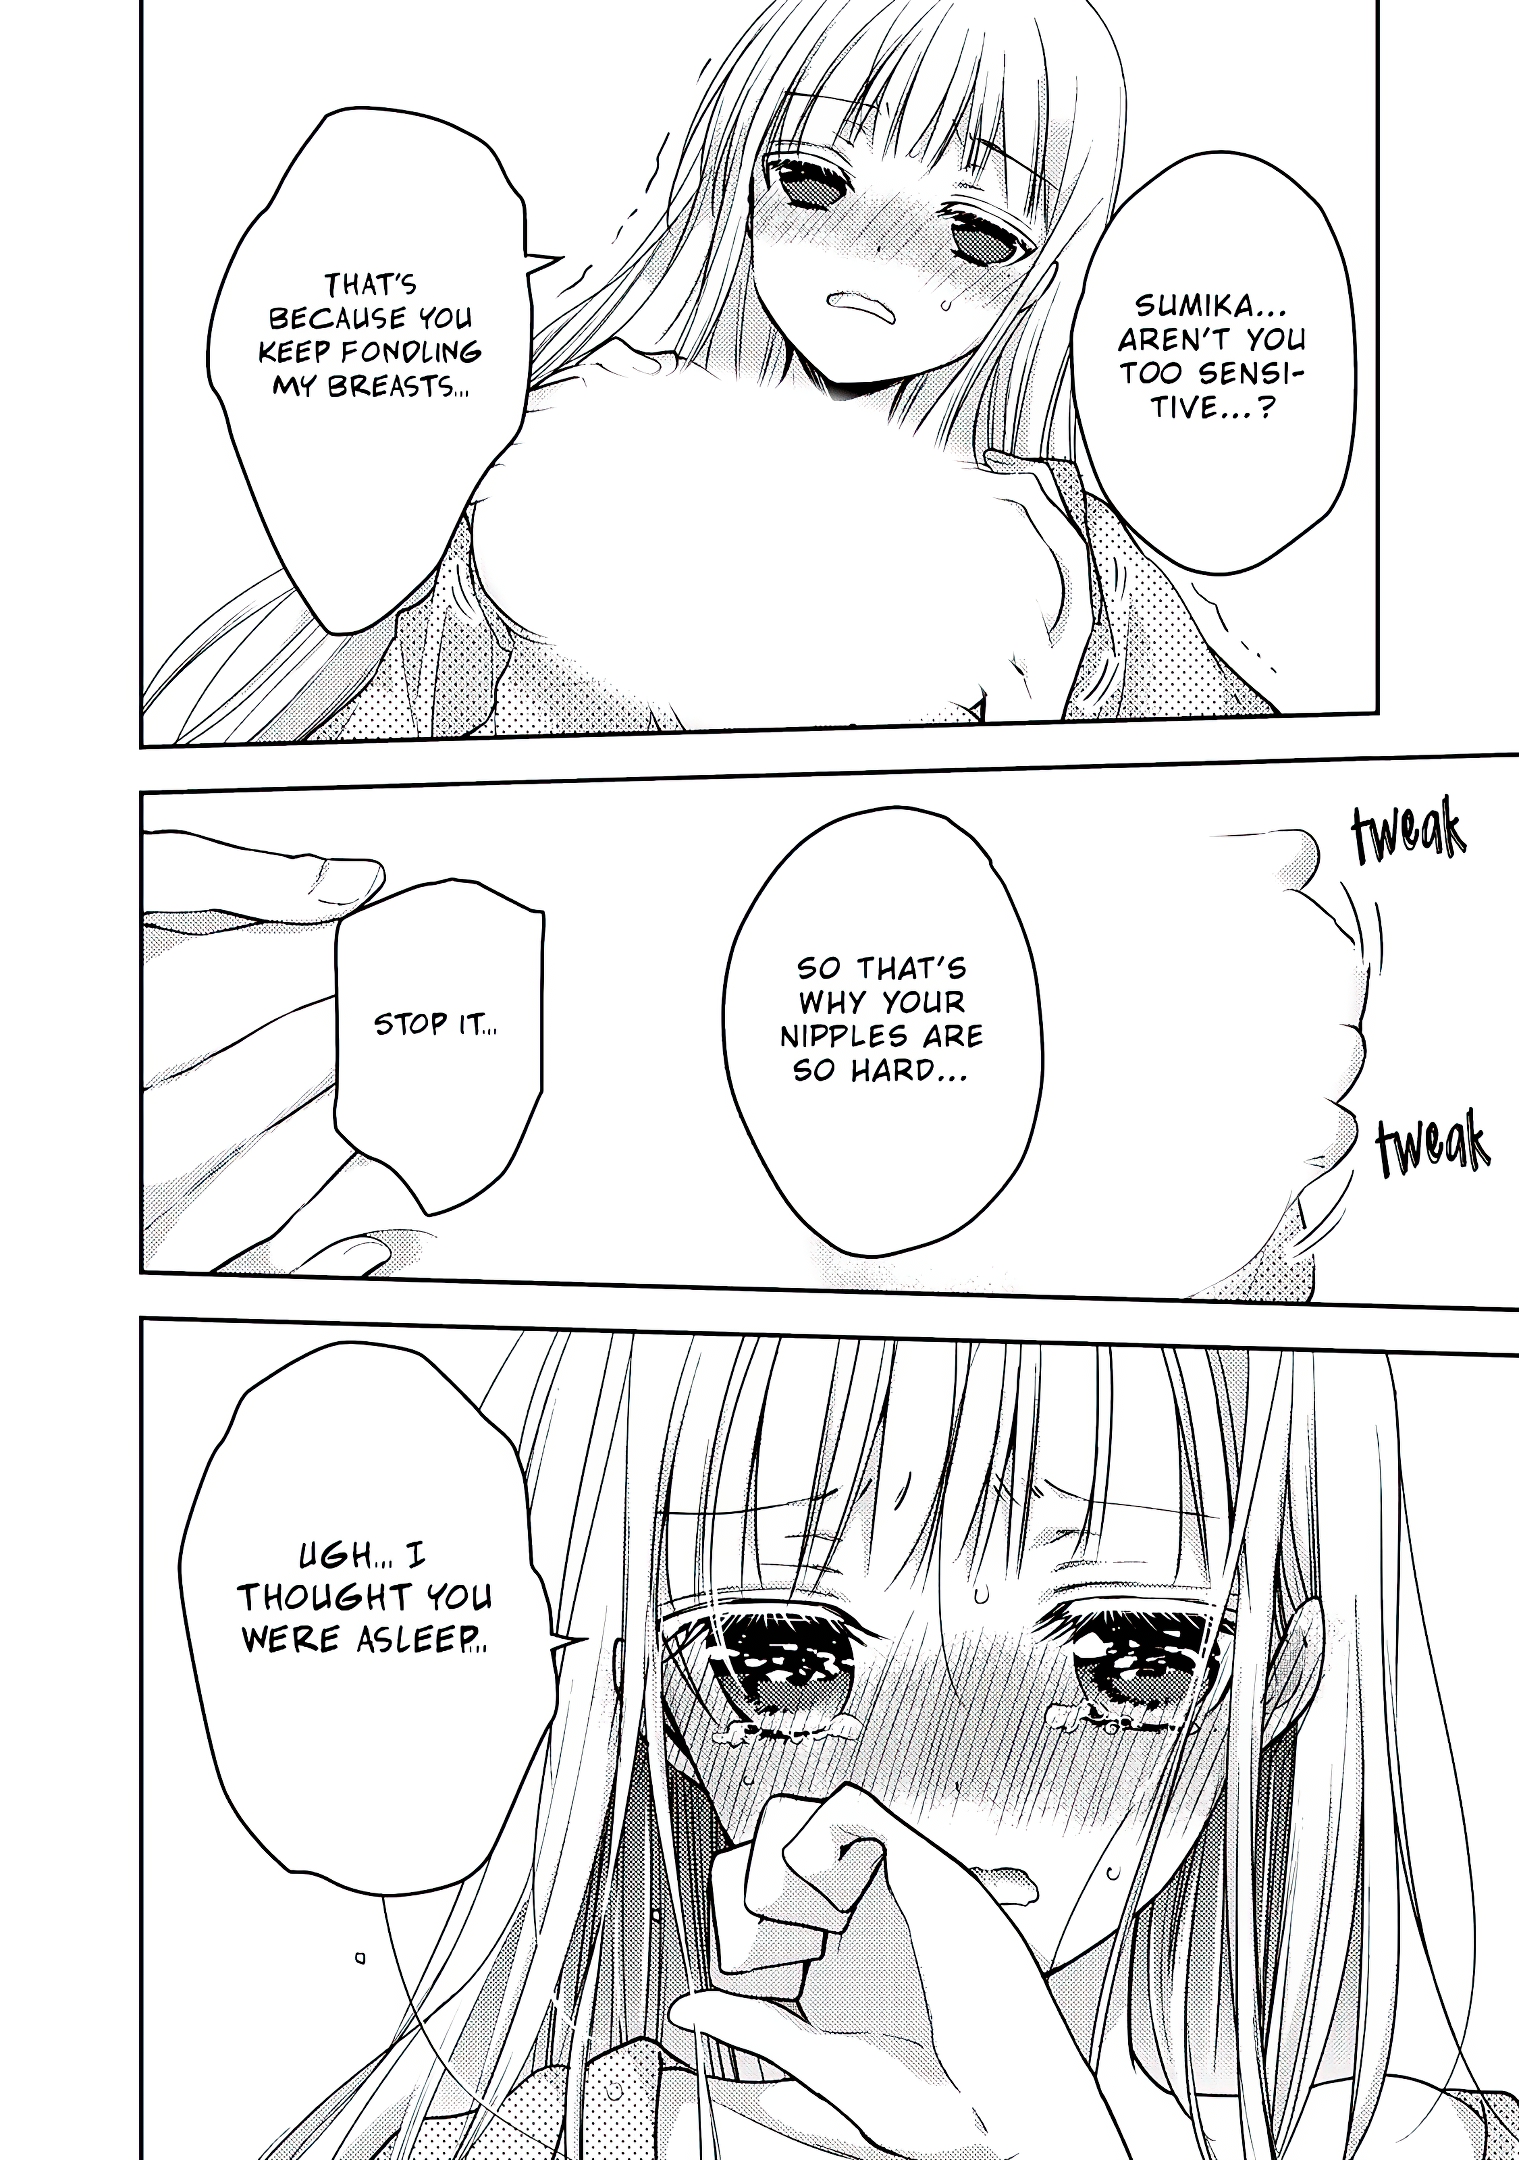 SUMIKA...
AREN'T YOU
TOO SENSI-
TIVE...?
THAT'S
BECAUSE YOU
KEEP FONDLING
MY BREASTS...
tweak
SO THAT'S
WHY YOUR
NIPPLES ARE
SO HARD...
tweak
STOP IT...
UGH... I
THOUGHT YOU
WERE ASLEEP...